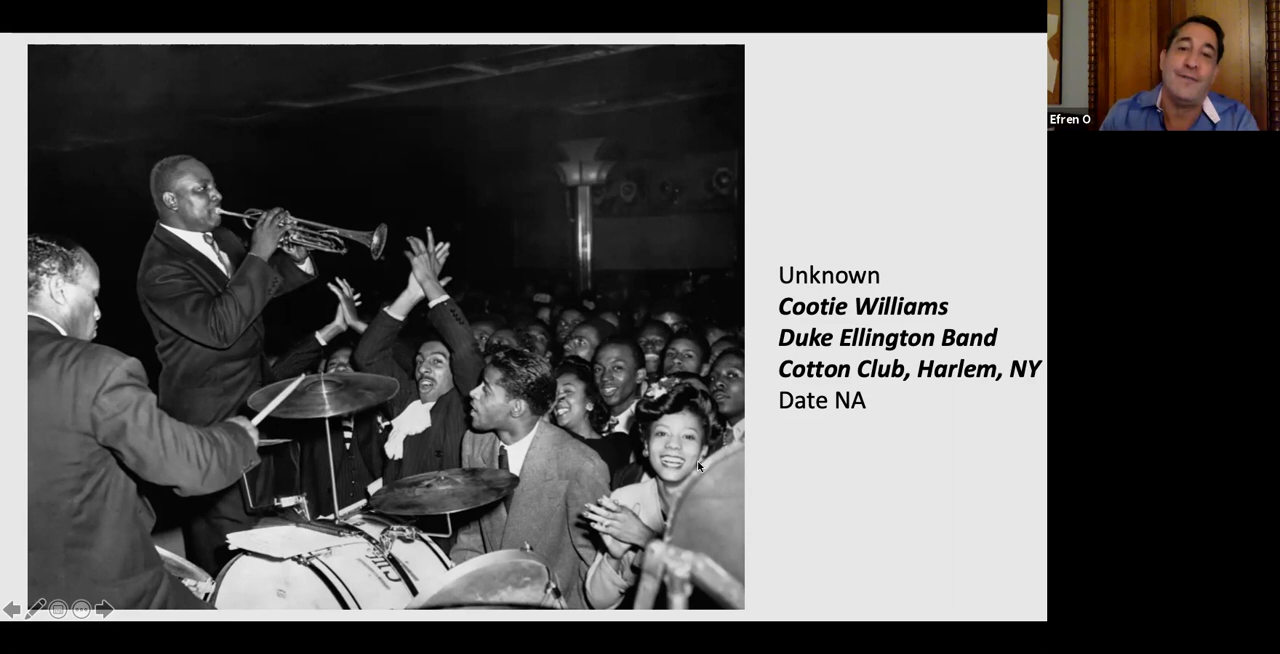 Unknown
Cootie Williams
Duke Ellington Band
Cotton Club, Harlem, NY
Date NA
Efren O